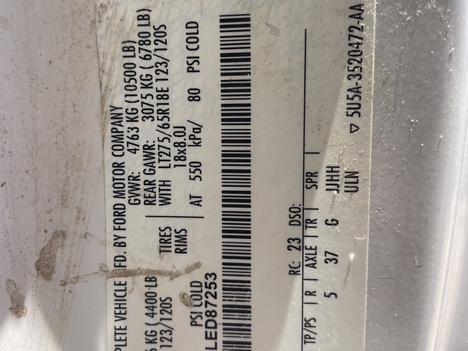 PLETE VEHICLE MFD. BY FORD MOTOR COMPANY
GVWR: 4763 KG (10500 LB)
KG ( 4400 LB) REAR GAWR: 3075 KG ( 6780 LB)
123/120S TIRES WITH LT275/65R18E 123/120S
RIMS 18x8.0J
PSI COLD AT 550 kPa/ 80 PSI COLD
LED87253
RC: 23 DSO:
TP/PS R AXLE TR SPR
5 37 G JJHH
ULN
▽ 5U5A-3520472-AA